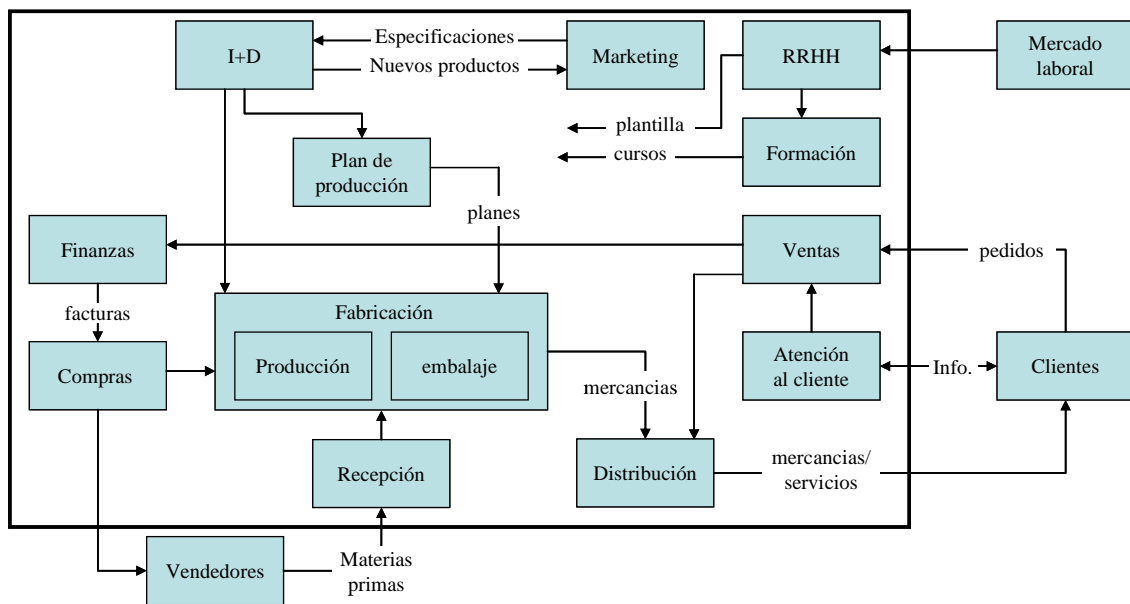 I+D
Especificaciones
Nuevos productos
Marketing
RRHH
Mercado
laboral
plantilla
cursos
Formación
Plan de
producción
planes
Finanzas
Ventas
pedidos
facturas
Fabricación
Producción
embalaje
Compras
mercancias
Atención
al cliente
Info.
Clientes
Recepción
Distribución
mercancias/
servicios
Vendedores
Materias
primas